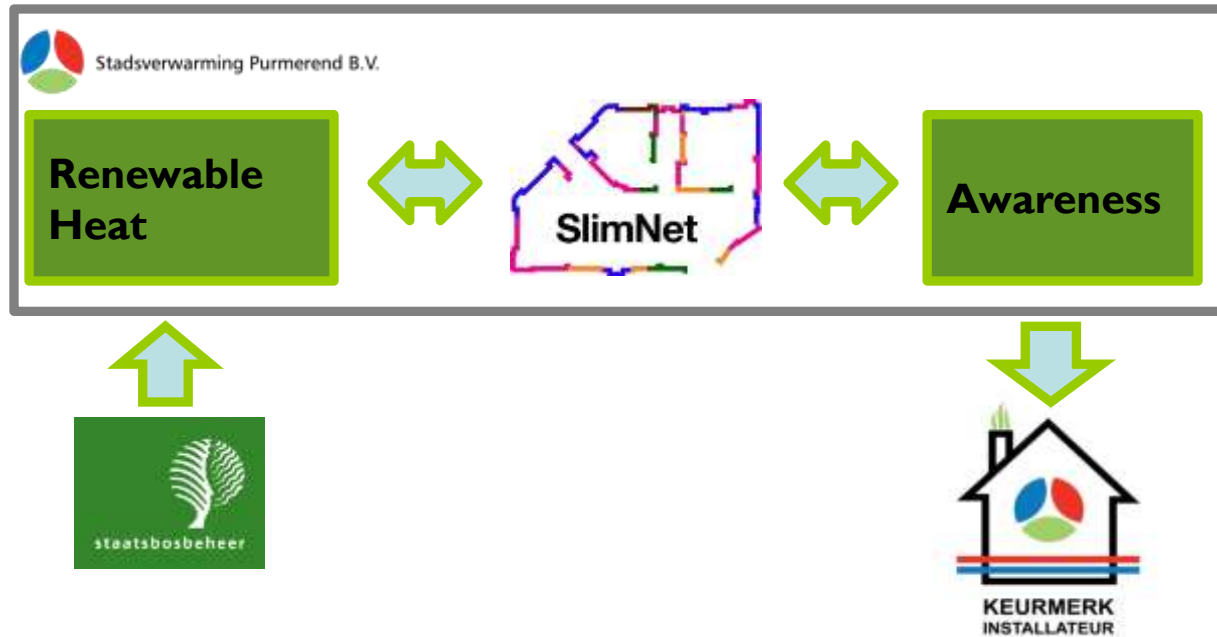 Stadsverwarming Purmerend B.V.
Renewable
Heat
SlimNet
Awareness
staatsbosbeheer
KEURMERK
INSTALLATEUR